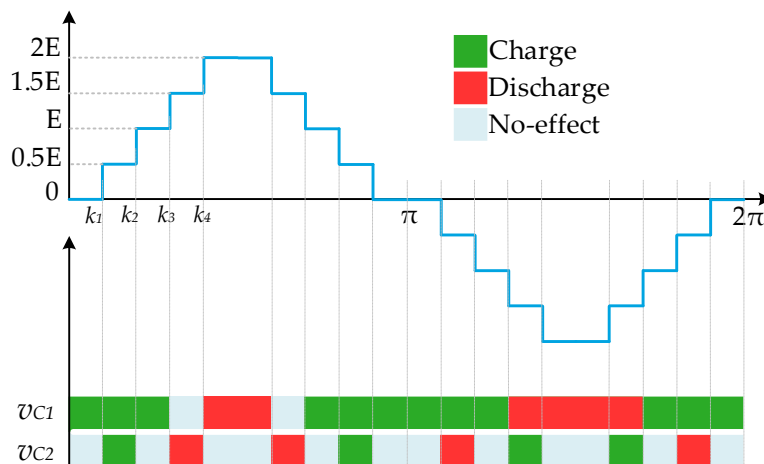 2E
1.5E
E
0.5E
0
Charge
Discharge
No-effect
k1 k2 k3 k4 π 2π
vC1
vC2